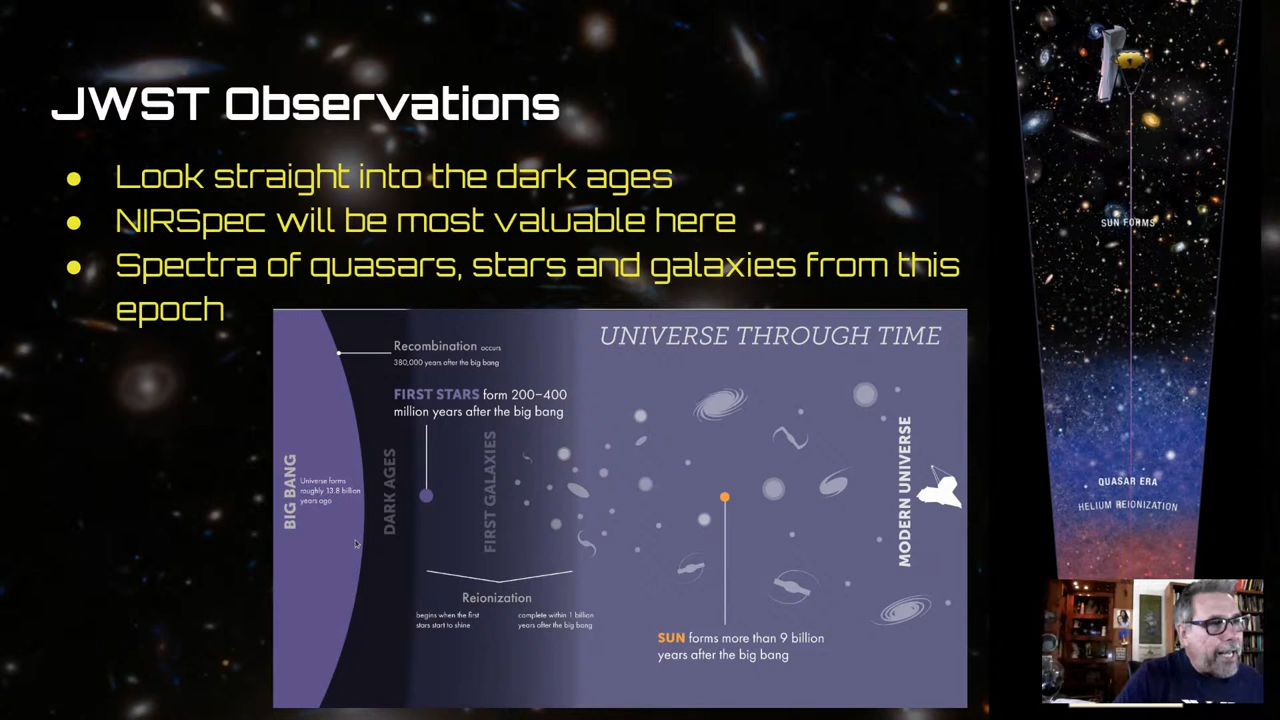 JWST Observations
● Look straight into the dark ages
● NIRSpec will be most valuable here
● Spectra of quasars, stars and galaxies from this
epoch
UNIVERSE THROUGH TIME
Recombination occurs
380,000 years after the big bang
FIRST STARS form 200–400
million years after the big bang
BIG BANG
Universe forms
roughly 13.8 billion
years ago
DARK AGES
FIRST GALAXIES
MODERN UNIVERSE
Reionization
begins when the first
stars start to shine
complete within 1 billion
years after the big bang
SUN forms more than 9 billion
years after the big bang
SUN FORMS
QUASAR ERA
HELIUM REIONIZATION